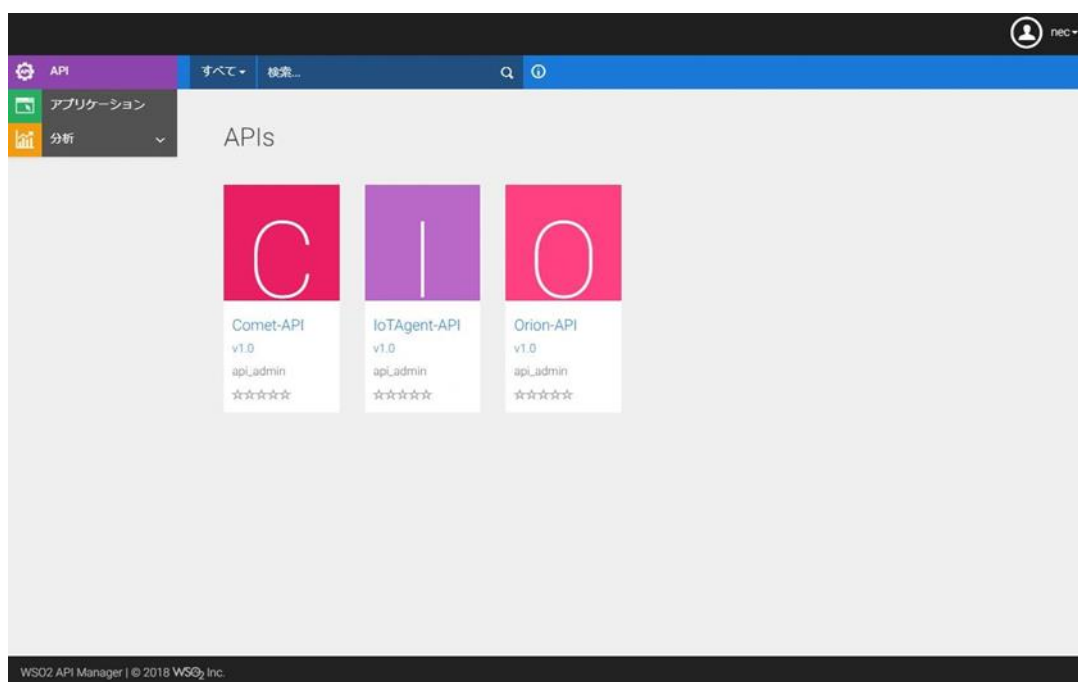 nec
API
すべて
検索...
アプリケーション
分析
APIs
C
I
O
Comet-API
IoTAgent-API
Orion-API
v1.0
v1.0
v1.0
api_admin
api_admin
api_admin
WSO2 API Manager | © 2018 WSO2 Inc.